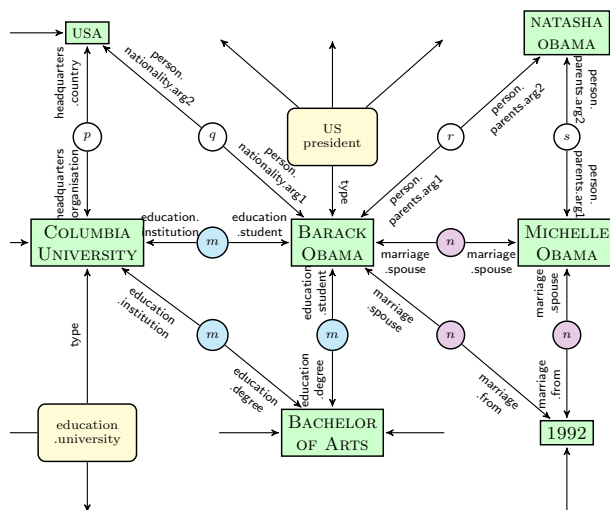 USA
NATASHA
OBAMA
headquarters
.country
person.
nationality.arg2
US
president
person.
parents.arg2
person.
parents.arg2
p
q
r
s
headquarters
organisation
person.
nationality.arg1
type
person.
parents.arg1
person.
parents.arg1
COLUMBIA
UNIVERSITY
education.
institution
m
education
.student
BARACK
OBAMA
marriage
.spouse
n
marriage
.spouse
MICHELLE
OBAMA
type
education
.institution
m
education
.degree
education
.student
m
education
.degree
marriage
.spouse
n
marriage
.from
marriage
.spouse
n
marriage
.from
education
.university
BACHELOR
OF ARTS
1992